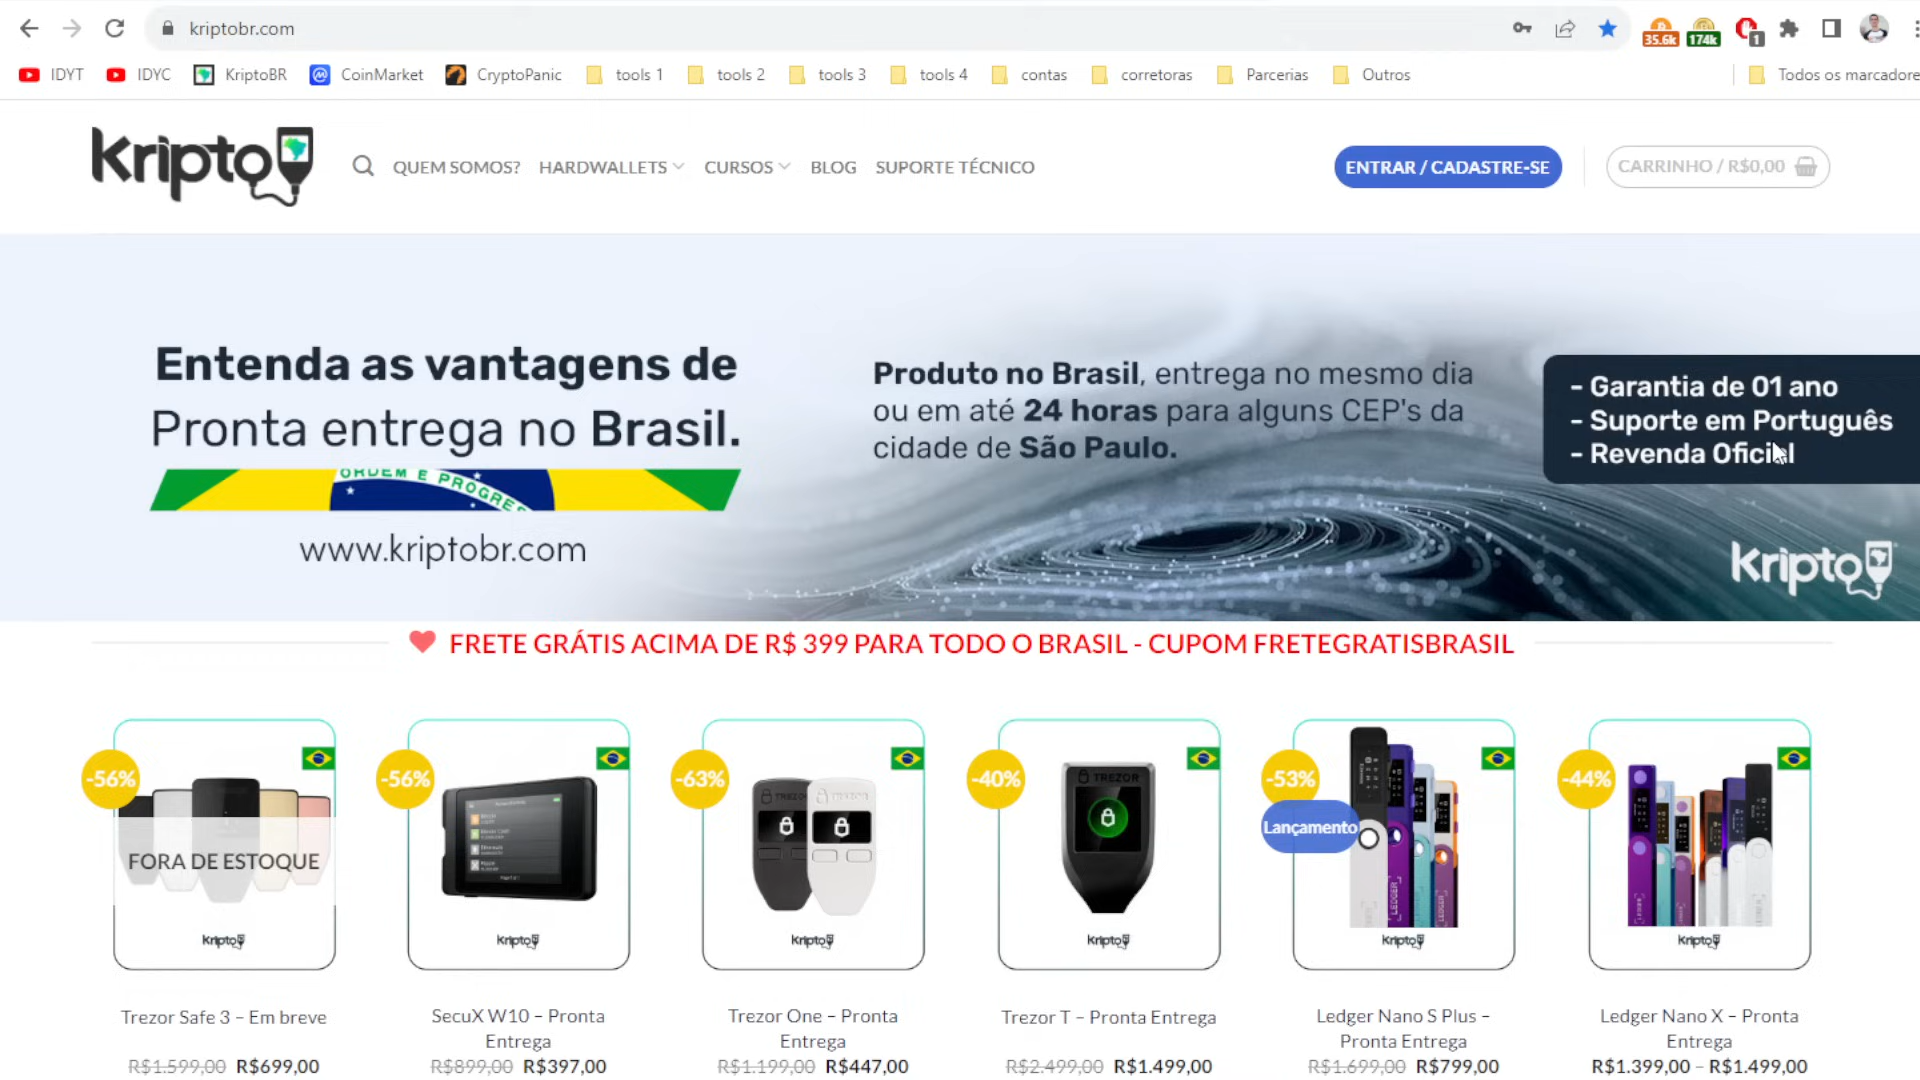 kriptobr.com
35.6k 174k 1
IDYT IDYC KriptoBR CoinMarket CryptoPanic tools 1 tools 2 tools 3 tools 4 contas corretoras Parcerias Outros Todos os marcadore
kripto
QUEM SOMOS? HARDWALLETS CURSOS BLOG SUPORTE TÉCNICO
ENTRAR / CADASTRE-SE
CARRINHO / R$0,00
Entenda as vantagens de
Pronta entrega no Brasil.
ORDEM E PROGRES
www.kriptobr.com
Produto no Brasil, entrega no mesmo dia
ou em até 24 horas para alguns CEP's da
cidade de São Paulo.
- Garantia de 01 ano
- Suporte em Português
- Revenda Oficial
kripto
FRETE GRÁTIS ACIMA DE R$ 399 PARA TODO O BRASIL - CUPOM FRETEGRATISBRASIL
-56%
FORA DE ESTOQUE
kripto
Trezor Safe 3 – Em breve
R$1.599,00 R$699,00
-56%
kripto
SecuX W10 – Pronta
Entrega
R$899,00 R$397,00
-63%
TREZOR TREZOR
kripto
Trezor One – Pronta
Entrega
R$1.199,00 R$447,00
-40%
TREZOR
kripto
Trezor T – Pronta Entrega
R$2.499,00 R$1.499,00
-53%
Lançamento
LEDGER LEDGER
kripto
Ledger Nano S Plus –
Pronta Entrega
R$1.699,00 R$799,00
-44%
kripto
Ledger Nano X – Pronta
Entrega
R$1.399,00 – R$1.499,00